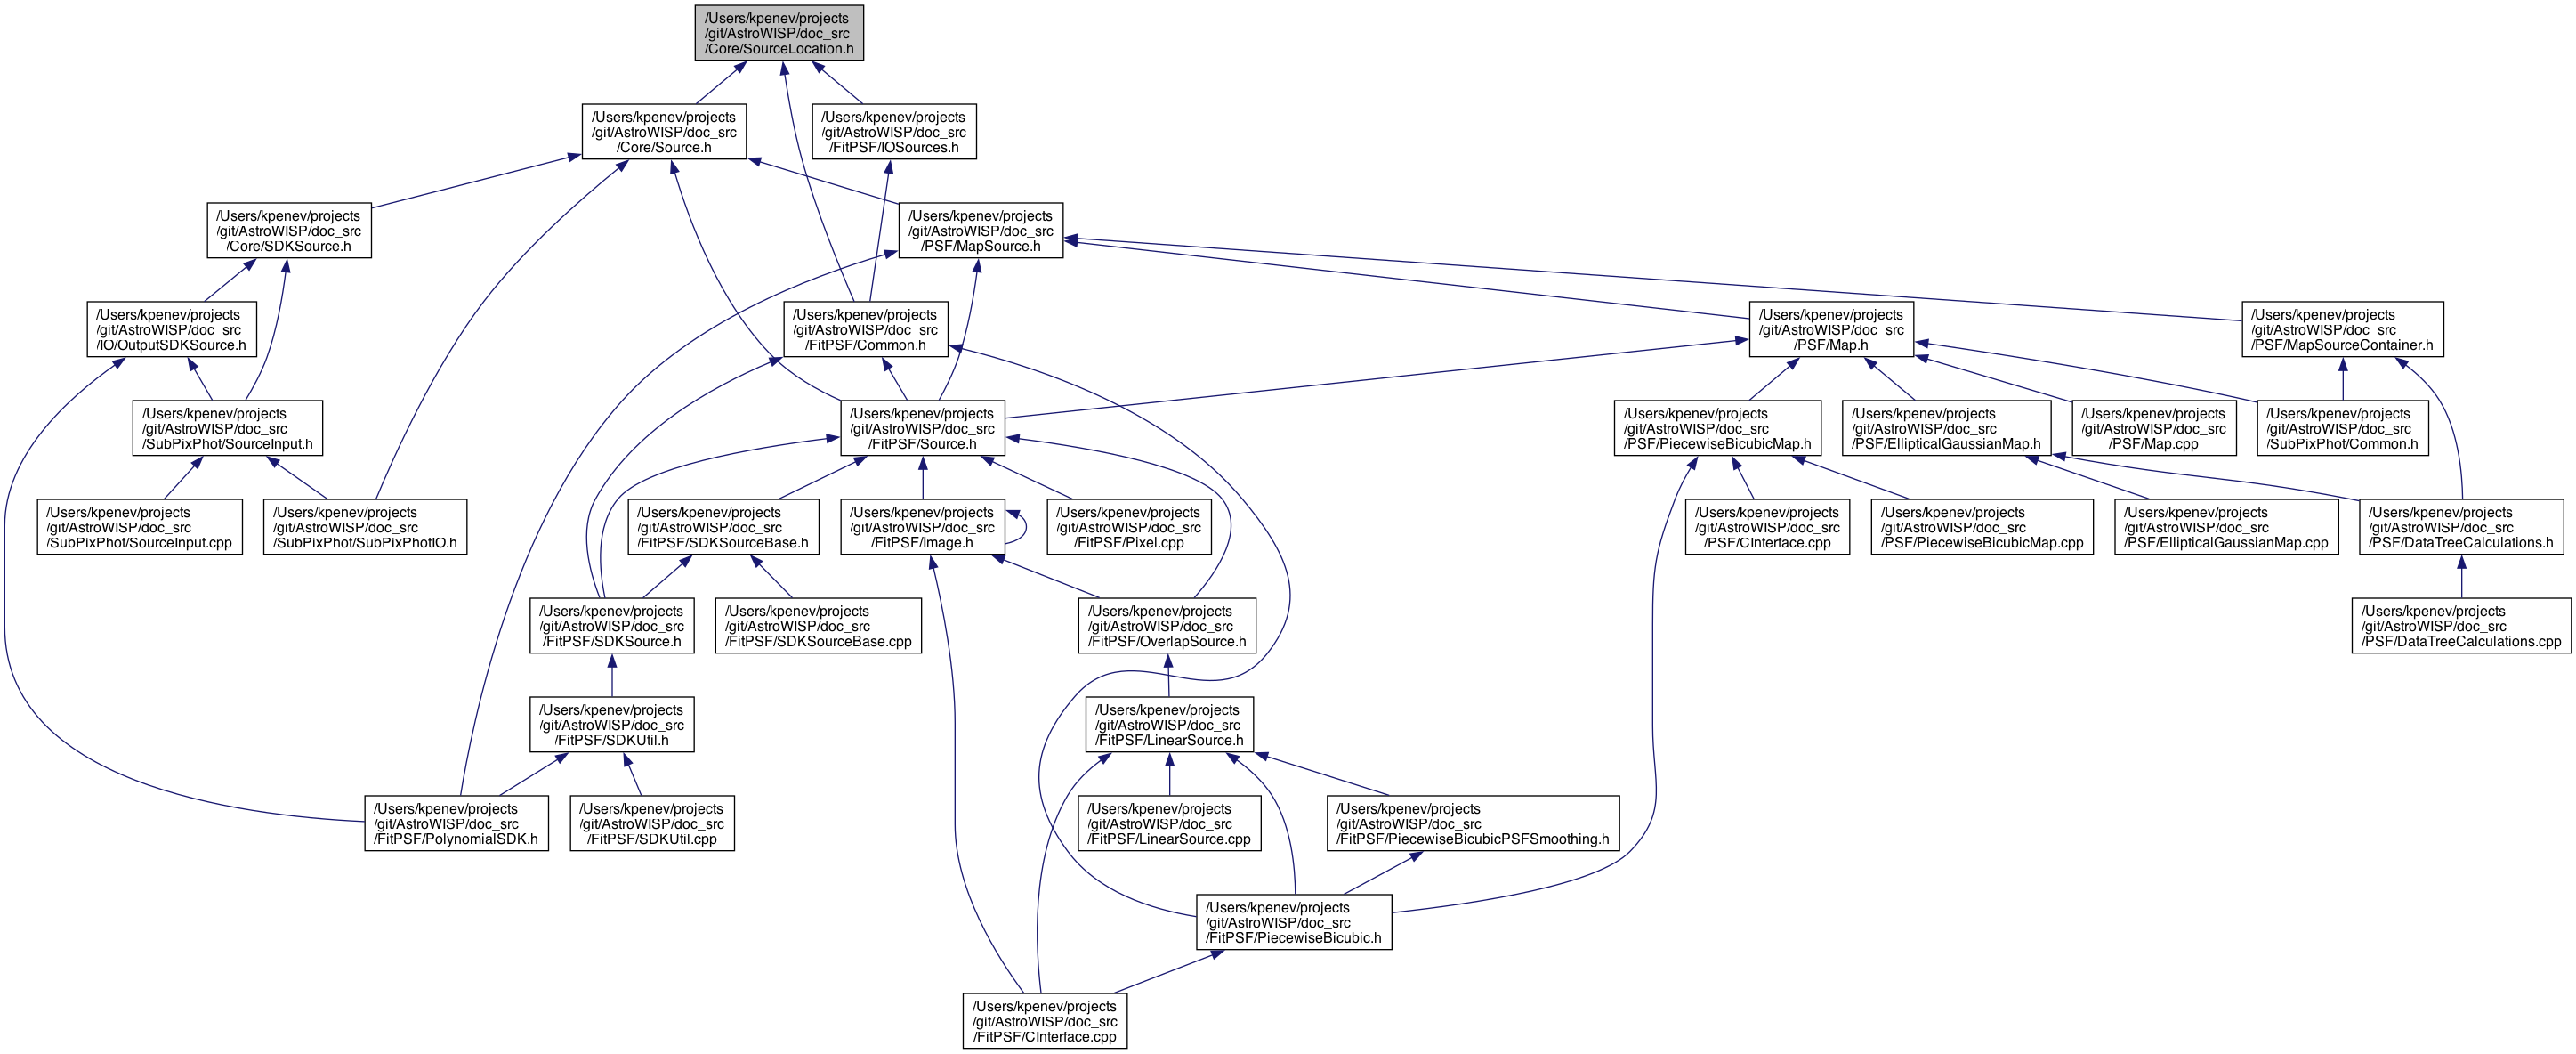 /Users/kpenev/projects
/git/AstroWISP/doc_src
/Core/SourceLocation.h
/Users/kpenev/projects
/git/AstroWISP/doc_src
/Core/Source.h
/Users/kpenev/projects
/git/AstroWISP/doc_src
/FitPSF/IOSources.h
/Users/kpenev/projects
/git/AstroWISP/doc_src
/Core/SDKSource.h
/Users/kpenev/projects
/git/AstroWISP/doc_src
/PSF/MapSource.h
/Users/kpenev/projects
/git/AstroWISP/doc_src
/IO/OutputSDKSource.h
/Users/kpenev/projects
/git/AstroWISP/doc_src
/FitPSF/Common.h
/Users/kpenev/projects
/git/AstroWISP/doc_src
/PSF/Map.h
/Users/kpenev/projects
/git/AstroWISP/doc_src
/PSF/MapSourceContainer.h
/Users/kpenev/projects
/git/AstroWISP/doc_src
/SubPixPhot/SourceInput.h
/Users/kpenev/projects
/git/AstroWISP/doc_src
/FitPSF/Source.h
/Users/kpenev/projects
/git/AstroWISP/doc_src
/PSF/PiecewiseBicubicMap.h
/Users/kpenev/projects
/git/AstroWISP/doc_src
/PSF/EllipticalGaussianMap.h
/Users/kpenev/projects
/git/AstroWISP/doc_src
/PSF/Map.cpp
/Users/kpenev/projects
/git/AstroWISP/doc_src
/SubPixPhot/Common.h
/Users/kpenev/projects
/git/AstroWISP/doc_src
/SubPixPhot/SourceInput.cpp
/Users/kpenev/projects
/git/AstroWISP/doc_src
/SubPixPhot/SubPixPhotIO.h
/Users/kpenev/projects
/git/AstroWISP/doc_src
/FitPSF/SDKSourceBase.h
/Users/kpenev/projects
/git/AstroWISP/doc_src
/FitPSF/Image.h
/Users/kpenev/projects
/git/AstroWISP/doc_src
/FitPSF/Pixel.cpp
/Users/kpenev/projects
/git/AstroWISP/doc_src
/PSF/CInterface.cpp
/Users/kpenev/projects
/git/AstroWISP/doc_src
/PSF/PiecewiseBicubicMap.cpp
/Users/kpenev/projects
/git/AstroWISP/doc_src
/PSF/EllipticalGaussianMap.cpp
/Users/kpenev/projects
/git/AstroWISP/doc_src
/PSF/DataTreeCalculations.h
/Users/kpenev/projects
/git/AstroWISP/doc_src
/FitPSF/SDKSource.h
/Users/kpenev/projects
/git/AstroWISP/doc_src
/FitPSF/SDKSourceBase.cpp
/Users/kpenev/projects
/git/AstroWISP/doc_src
/FitPSF/OverlapSource.h
/Users/kpenev/projects
/git/AstroWISP/doc_src
/PSF/DataTreeCalculations.cpp
/Users/kpenev/projects
/git/AstroWISP/doc_src
/FitPSF/SDKUtil.h
/Users/kpenev/projects
/git/AstroWISP/doc_src
/FitPSF/LinearSource.h
/Users/kpenev/projects
/git/AstroWISP/doc_src
/FitPSF/PolynomialSDK.h
/Users/kpenev/projects
/git/AstroWISP/doc_src
/FitPSF/SDKUtil.cpp
/Users/kpenev/projects
/git/AstroWISP/doc_src
/FitPSF/LinearSource.cpp
/Users/kpenev/projects
/git/AstroWISP/doc_src
/FitPSF/PiecewiseBicubicPSFSmoothing.h
/Users/kpenev/projects
/git/AstroWISP/doc_src
/FitPSF/PiecewiseBicubic.h
/Users/kpenev/projects
/git/AstroWISP/doc_src
/FitPSF/CInterface.cpp